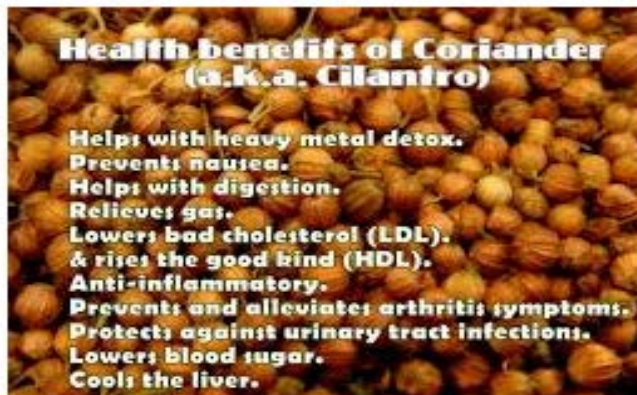 Health benefits of Coriander
(a.k.a. Cilantro)
Helps with heavy metal detox.
Prevents nausea.
Helps with digestion.
Relieves gas.
Lowers bad cholesterol (LDL).
& rises the good kind (HDL).
Anti-inflammatory.
Prevents and alleviates arthritis symptoms.
Protects against urinary tract infections.
Lowers blood sugar.
Cools the liver.